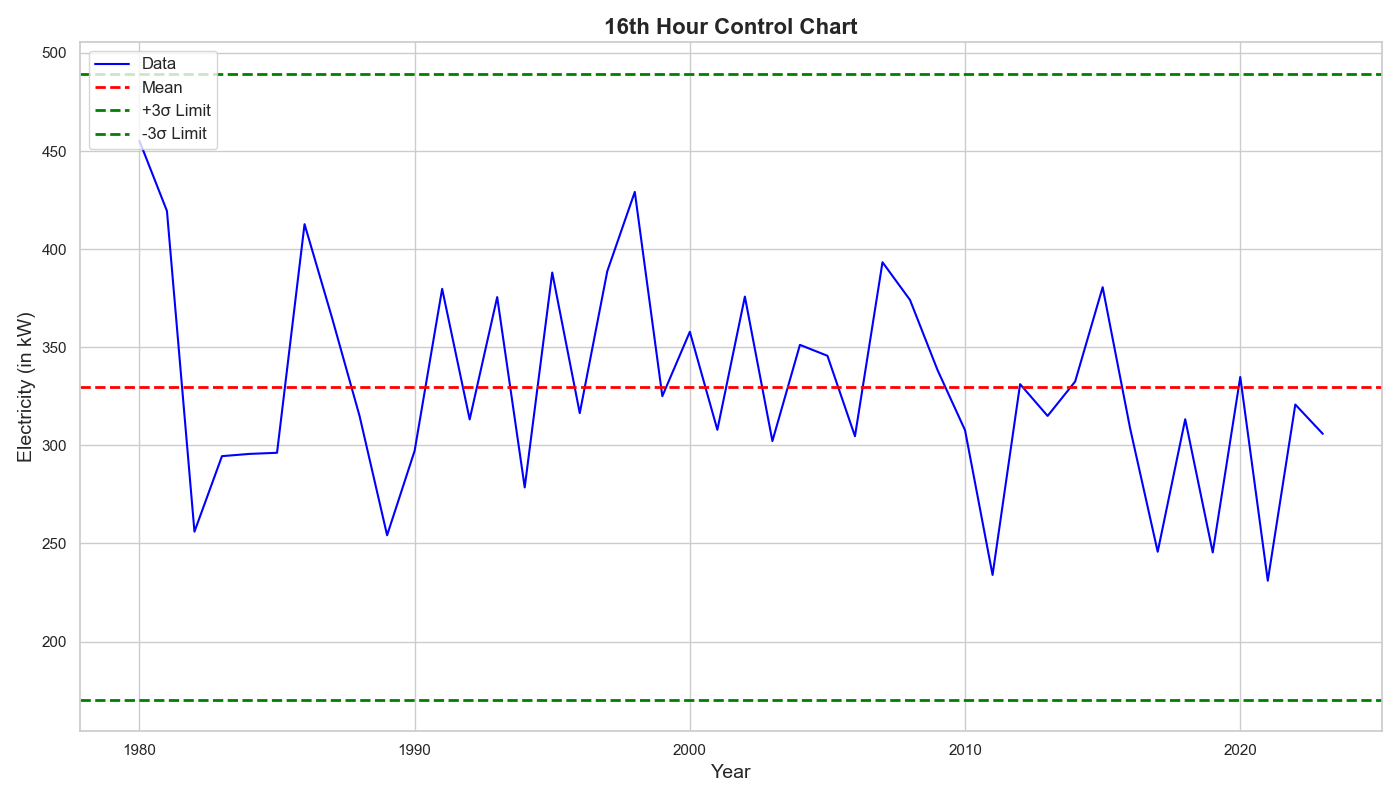 16th Hour Control Chart
Data
Mean
+3σ Limit
-3σ Limit
500
450
400
350
300
250
200
Electricity (in kW)
1980
1990
2000
2010
2020
Year